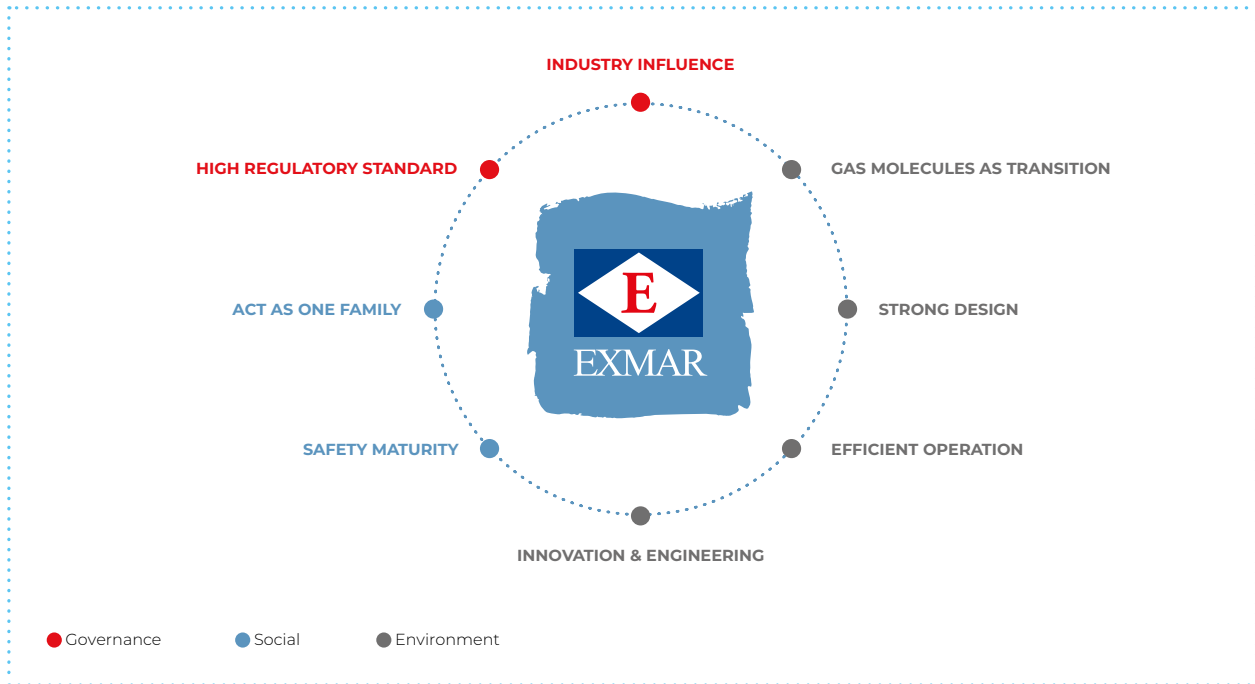 INDUSTRY INFLUENCE
HIGH REGULATORY STANDARD
GAS MOLECULES AS TRANSITION
E
EXMAR
ACT AS ONE FAMILY
STRONG DESIGN
SAFETY MATURITY
EFFICIENT OPERATION
INNOVATION & ENGINEERING
Governance
Social
Environment